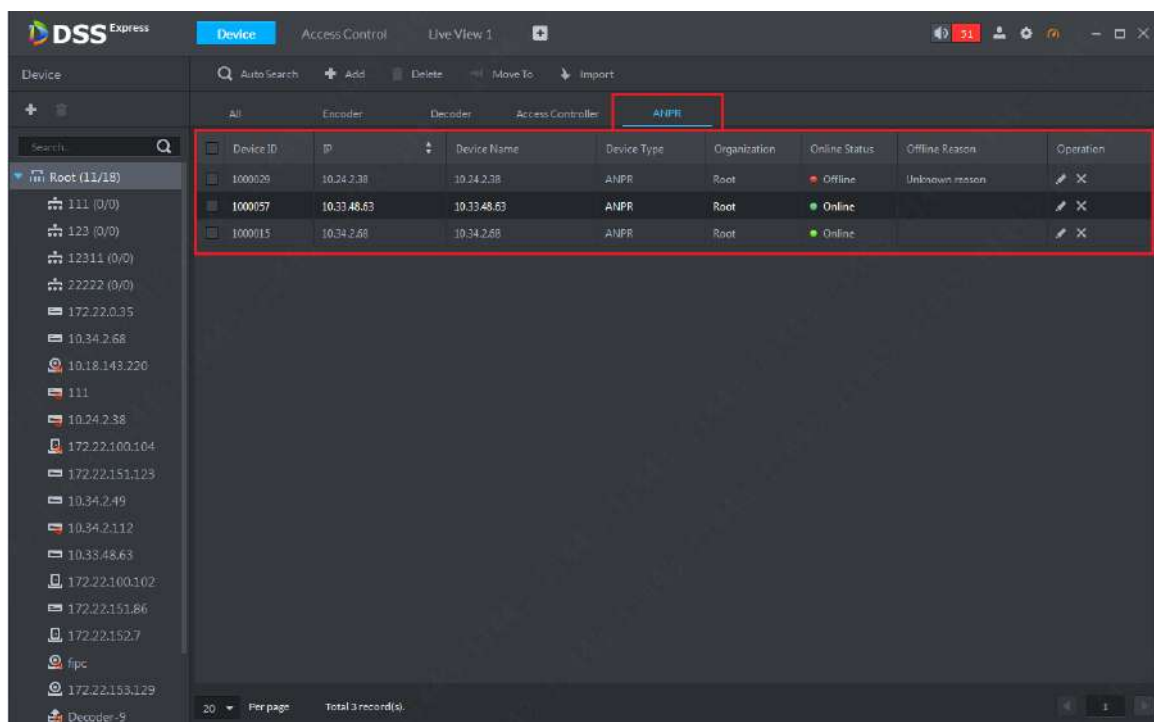 DSS Express Device Access Control Live View 1 51
Device Auto Search Add Delete Move To Import
All Encoder Decoder Access Controller ANPR
Search... Device ID IP Device Name Device Type Organization Online Status Offline Reason Operation
Root (11/18) 1000029 10.24.2.38 10.24.2.38 ANPR Root Offline Unknown reason
111 (0/0) 1000057 10.33.48.63 10.33.48.63 ANPR Root Online
123 (0/0) 1000015 10.34.2.68 10.34.2.68 ANPR Root Online
12311 (0/0)
22222 (0/0)
172.22.0.35
10.34.2.68
10.18.143.220
111
10.24.2.38
172.22.100.104
172.22.151.123
10.34.2.49
10.34.2.112
10.33.48.63
172.22.100.102
172.22.151.86
172.22.152.7
fipc
172.22.153.129
Decoder-9 20 Per page Total 3 record(s). 1